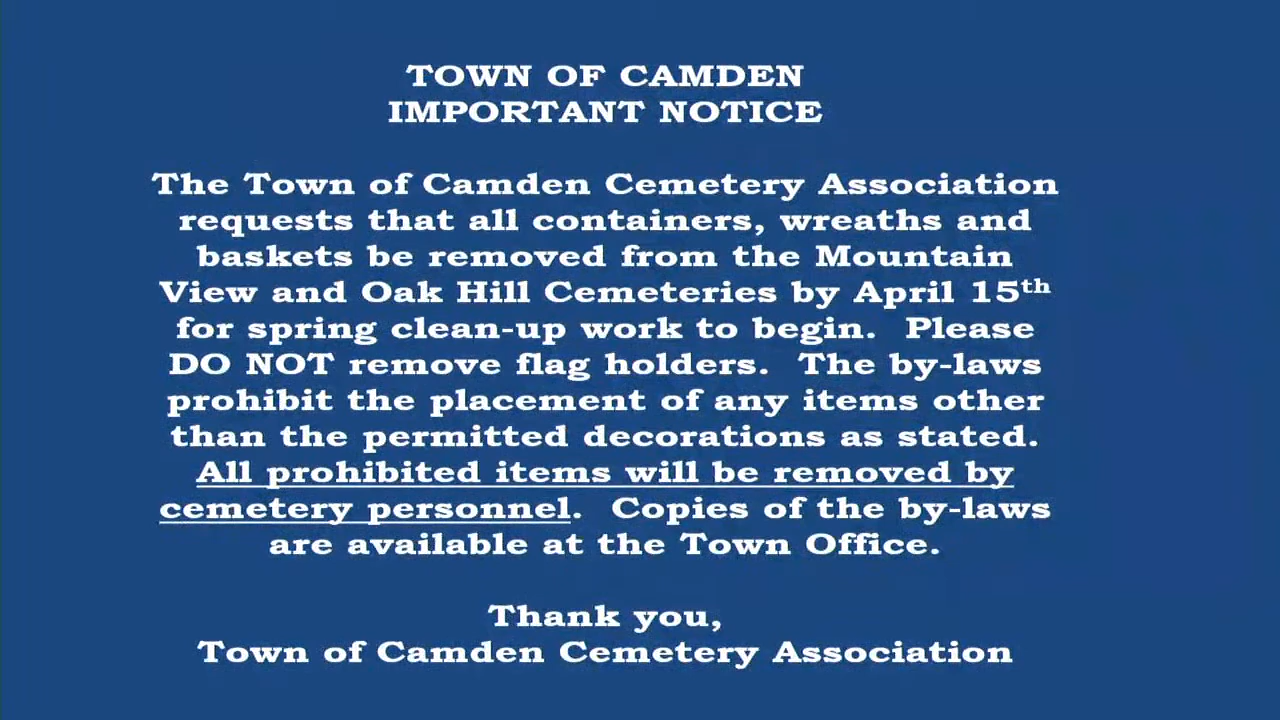 TOWN OF CAMDEN
IMPORTANT NOTICE
The Town of Camden Cemetery Association
requests that all containers, wreaths and
baskets be removed from the Mountain
View and Oak Hill Cemeteries by April 15th
for spring clean-up work to begin.  Please
DO NOT remove flag holders.  The by-laws
prohibit the placement of any items other
than the permitted decorations as stated.
All prohibited items will be removed by
cemetery personnel.  Copies of the by-laws
are available at the Town Office.
Thank you,
Town of Camden Cemetery Association